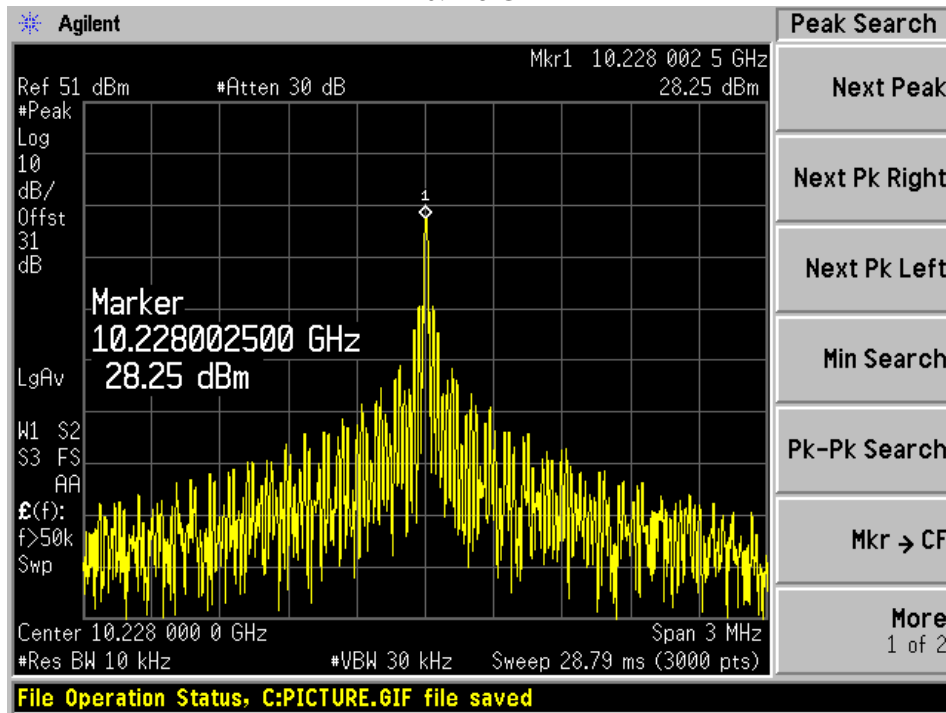 Agilent
Peak Search
Mkr1 10.228 002 5 GHz
Ref 51 dBm #Atten 30 dB 28.25 dBm
#Peak
Log
10
dB/
Offst
31
dB
1
Marker
10.228002500 GHz
28.25 dBm
LgAv
W1 S2
S3 FS
AA
£(f):
f>50k
Swp
Center 10.228 000 0 GHz Span 3 MHz
#Res BW 10 kHz #VBW 30 kHz Sweep 28.79 ms (3000 pts)
File Operation Status, C:PICTURE.GIF file saved
Next Peak
Next Pk Right
Next Pk Left
Min Search
Pk-Pk Search
Mkr → CF
More
1 of 2